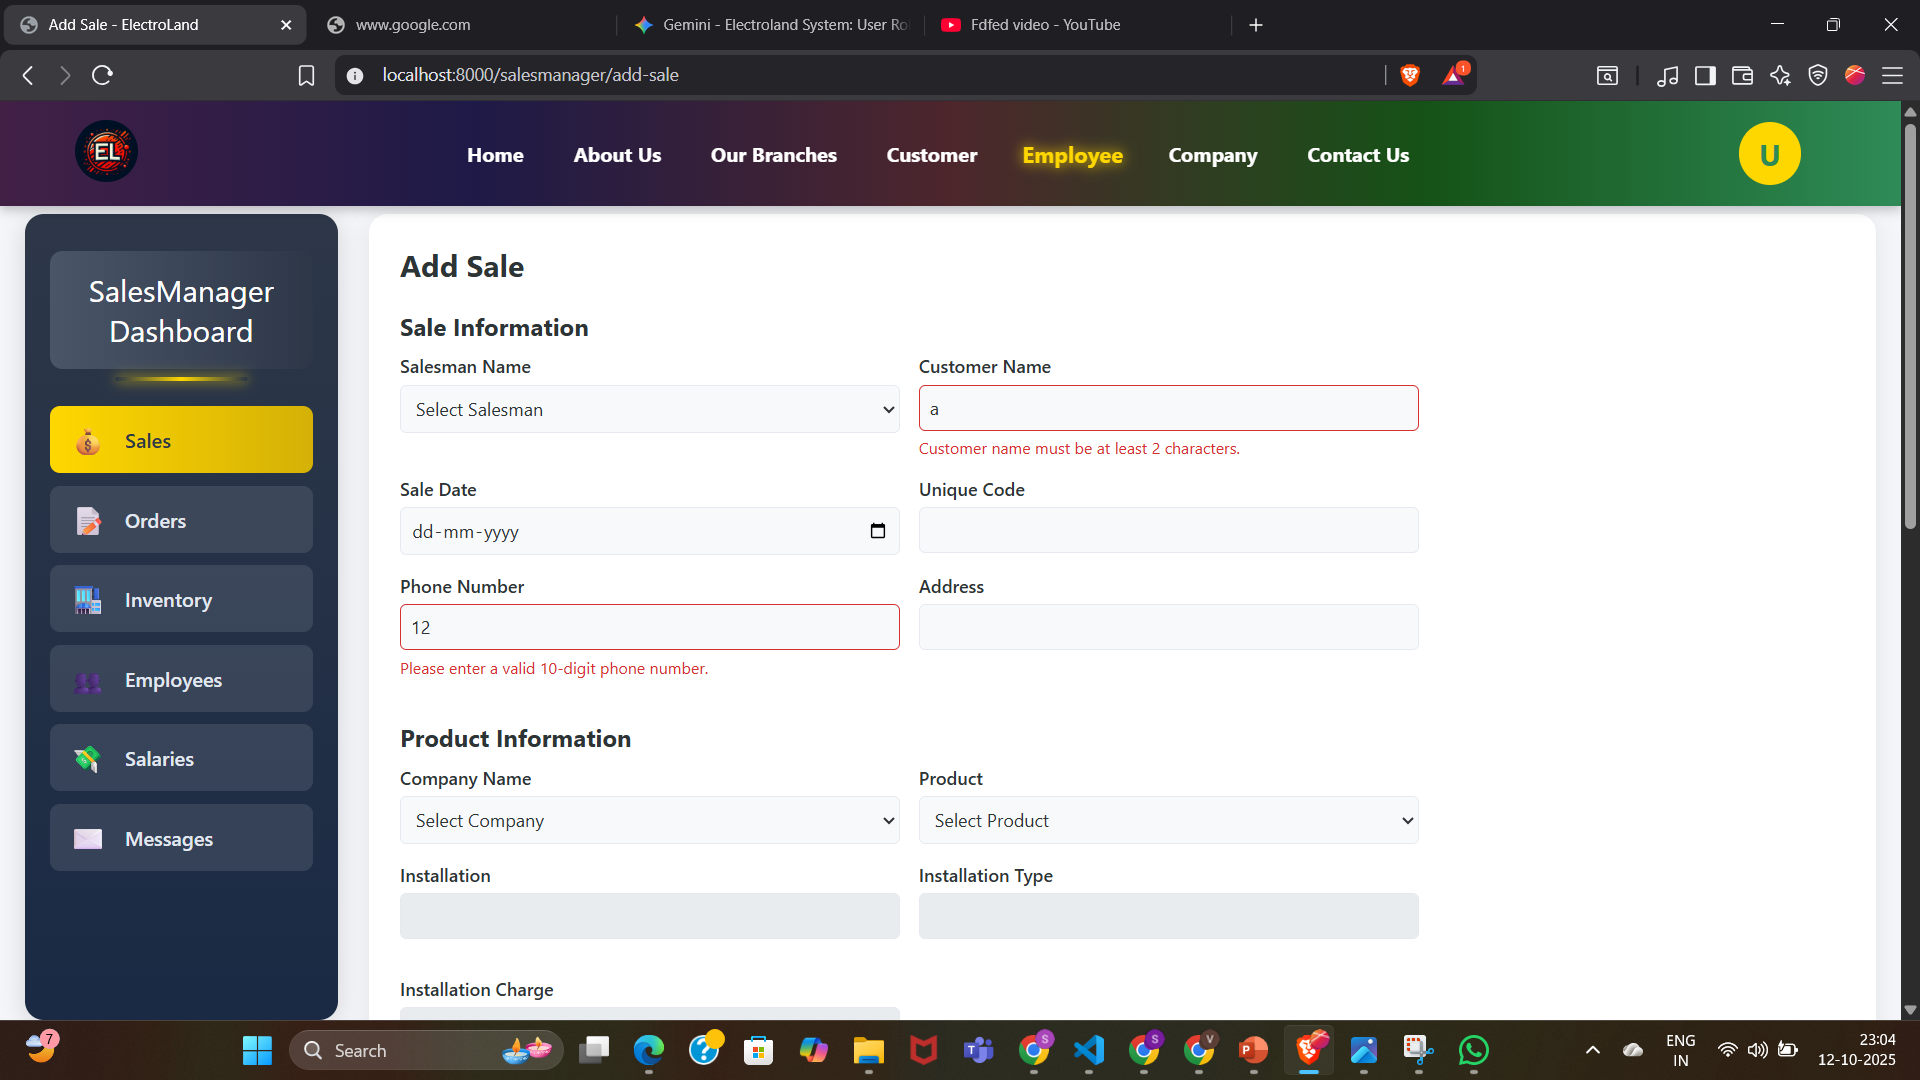 Add Sale - ElectroLand
www.google.com
Gemini - Electroland System: User Ro
Fdfed video - YouTube
localhost:8000/salesmanager/add-sale
1
EL
Home
About Us
Our Branches
Customer
Employee
Company
Contact Us
U
SalesManager
Dashboard
Sales
Orders
Inventory
Employees
Salaries
Messages
Add Sale
Sale Information
Salesman Name
Customer Name
Select Salesman
a
Customer name must be at least 2 characters.
Sale Date
Unique Code
dd-mm-yyyy
Phone Number
Address
12
Please enter a valid 10-digit phone number.
Product Information
Company Name
Product
Select Company
Select Product
Installation
Installation Type
Installation Charge
7
Search
S
S
V
ENG
IN
23:04
12-10-2025